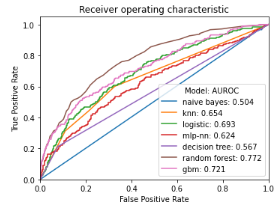 Receiver operating characteristic
1.0
0.8
0.6
0.4
0.2
0.0
True Positive Rate
Model: AUROC
naive bayes: 0.504
knn: 0.654
logistic: 0.693
mlp-nn: 0.624
decision tree: 0.567
random forest: 0.772
gbm: 0.721
0.0 0.2 0.4 0.6 0.8 1.0
False Positive Rate